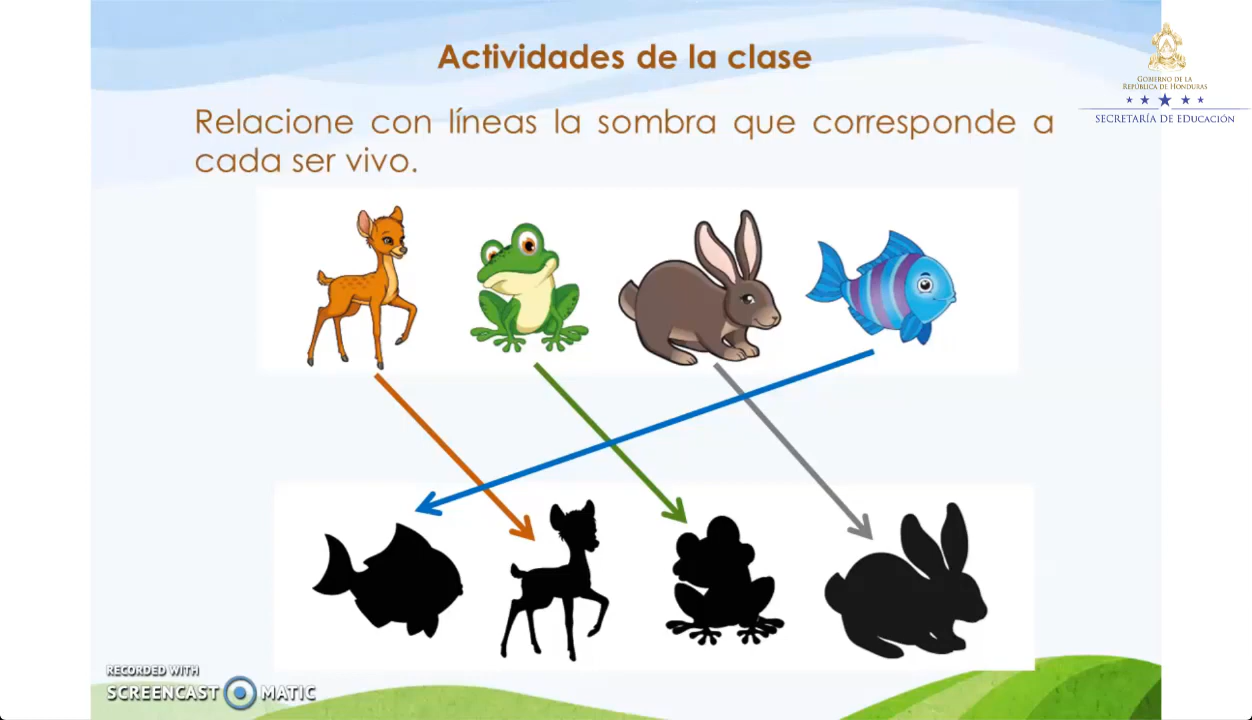 Actividades de la clase
GOBIERNO DE LA
REPÚBLICA DE HONDURAS
SECRETARÍA DE EDUCACIÓN
Relacione con líneas la sombra que corresponde a
cada ser vivo.
RECORDED WITH
SCREENCAST MATIC